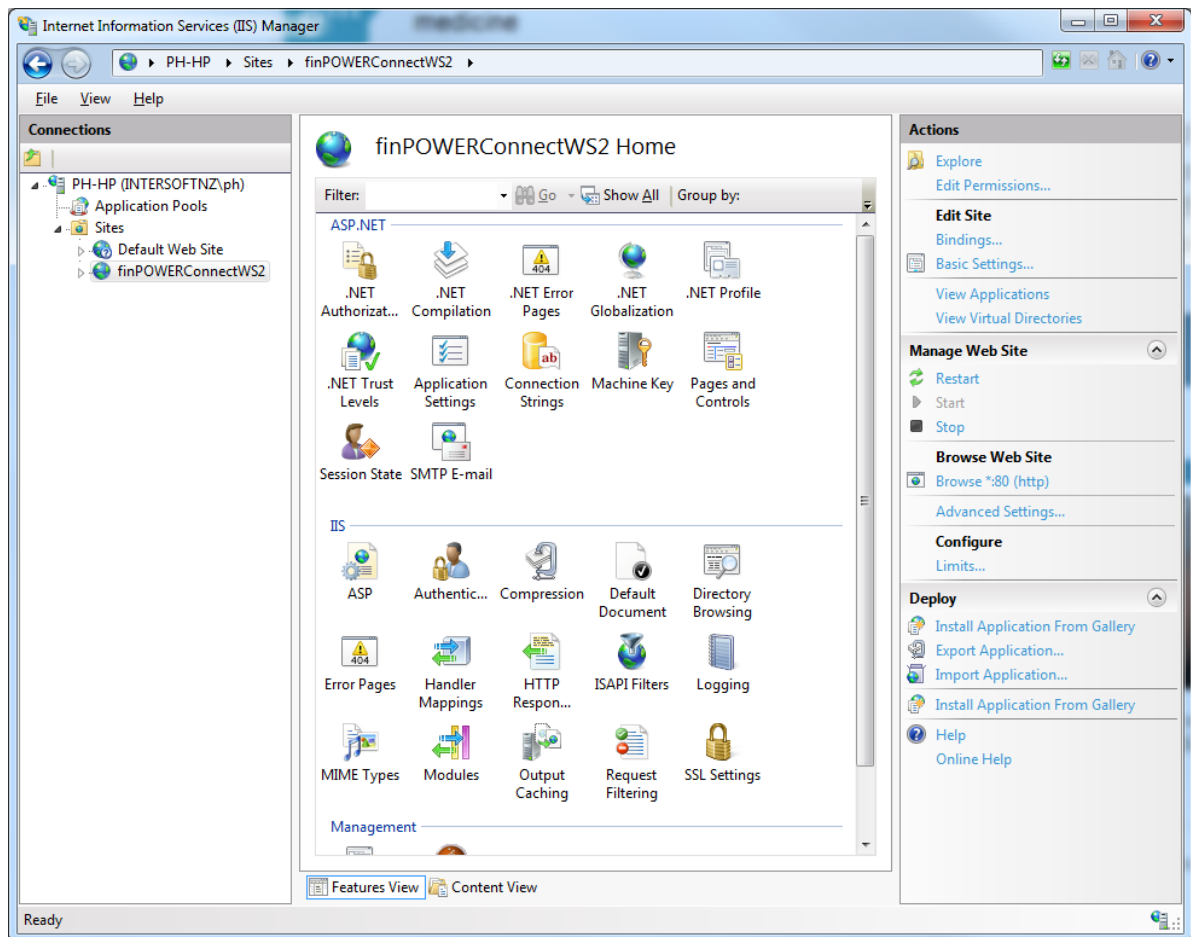 Internet Information Services (IIS) Manager
medicine
PH-HP Sites finPOWERConnectWS2
File View Help
Connections
PH-HP (INTERSOFTNZ\ph)
Application Pools
Sites
Default Web Site
finPOWERConnectWS2
finPOWERConnectWS2 Home
Filter: Go Show All Group by:
ASP.NET
.NET Authorizat...
.NET Compilation
.NET Error Pages
.NET Globalization
.NET Profile
.NET Trust Levels
Application Settings
Connection Strings
Machine Key
Pages and Controls
Session State
SMTP E-mail
IIS
ASP
Authentic...
Compression
Default Document
Directory Browsing
Error Pages
Handler Mappings
HTTP Respon...
ISAPI Filters
Logging
MIME Types
Modules
Output Caching
Request Filtering
SSL Settings
Management
Features View Content View
Ready
Actions
Explore
Edit Permissions...
Edit Site
Bindings...
Basic Settings...
View Applications
View Virtual Directories
Manage Web Site
Restart
Start
Stop
Browse Web Site
Browse *:80 (http)
Advanced Settings...
Configure
Limits...
Deploy
Install Application From Gallery
Export Application...
Import Application...
Install Application From Gallery
Help
Online Help